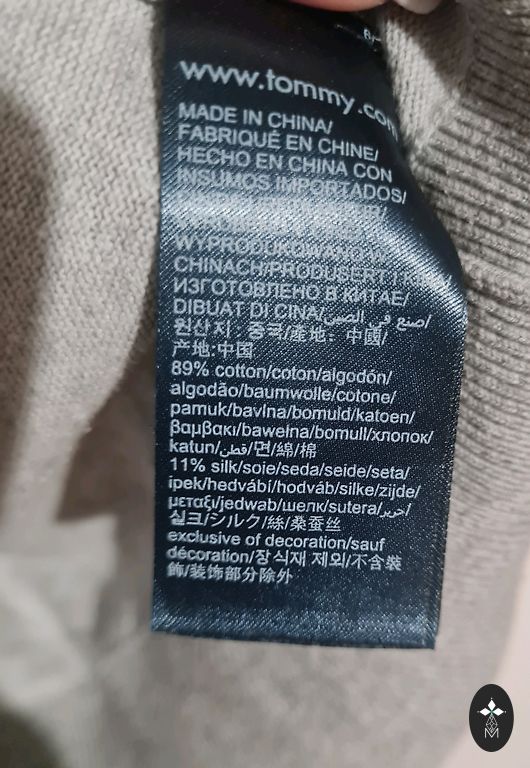 www.tommy.com
MADE IN CHINA/
FABRIQUÉ EN CHINE/
HECHO EN CHINA CON
INSUMOS IMPORTADOS/
WYPRODUKOWANO W
CHINACH/PRODUSERT I
ИЗГОТОВЛЕНО В КИТАЕ/
DIBUAT DI CINA/صنع في الصين/
원산지: 중국/產地: 中國/
产地:中国
89% cotton/coton/algodón/
algodão/baumwolle/cotone/
pamuk/bavlna/bomuld/katoen/
βαμβακι/bawełna/bomull/хлопок/
katun/قطن/면/綿/棉
11% silk/soie/seda/seide/seta/
ipek/hedvábí/hodváb/silke/zijde/
μεταξι/jedwab/шелк/sutera/حرير/
실크/シルク/絲/桑蚕丝
exclusive of decoration/sauf
décoration/장식재 제외/不含裝
飾/装饰部分除外
M